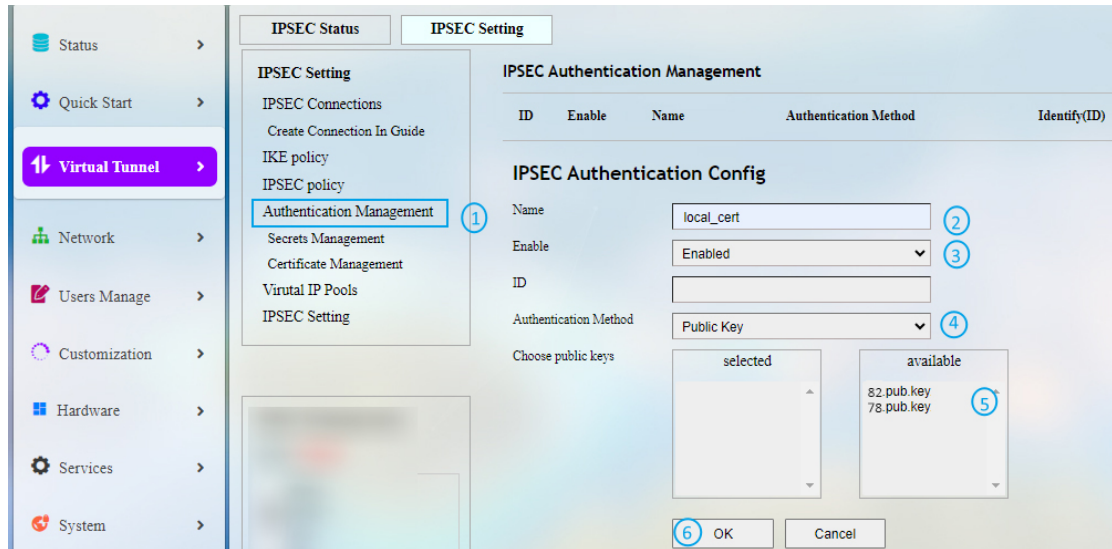 Status
Quick Start
Virtual Tunnel
Network
Users Manage
Customization
Hardware
Services
System
IPSEC Status
IPSEC Setting
IPSEC Setting
IPSEC Connections
Create Connection In Guide
IKE policy
IPSEC policy
Authentication Management
1
Secrets Management
Certificate Management
Virutal IP Pools
IPSEC Setting
IPSEC Authentication Management
ID Enable Name Authentication Method Identify(ID)
IPSEC Authentication Config
Name local_cert 2
Enable Enabled 3
ID
Authentication Method Public Key 4
Choose public keys selected available
82.pub.key
78.pub.key
5
6 OK Cancel